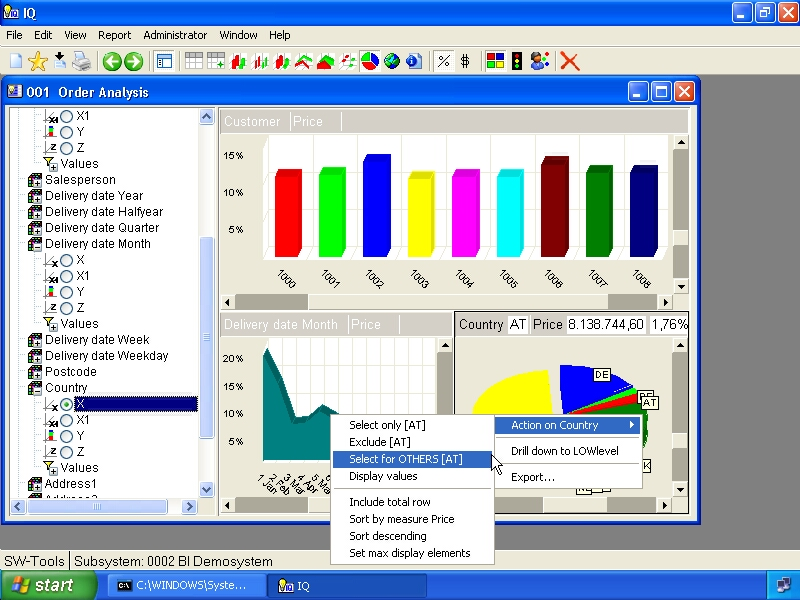 IQ
File Edit View Report Administrator Window Help
% $
001 Order Analysis
X1
Y
Z
Values
Salesperson
Delivery date Year
Delivery date Halfyear
Delivery date Quarter
Delivery date Month
X
X1
Y
Z
Values
Delivery date Week
Delivery date Weekday
Postcode
Country
X
X1
Y
Z
Values
Address1
Customer Price
15%
10%
5%
1000 1001 1002 1003 1004 1005 1006 1007 1008
Delivery date Month Price
20%
15%
10%
5%
1 Jan 2 Feb 3 Mar 4 Apr
Country AT Price 8.138.744,60 1,76%
DE
AT
K
Select only [AT]
Exclude [AT]
Select for OTHERS [AT]
Display values
Include total row
Sort by measure Price
Sort descending
Set max display elements
Action on Country
Drill down to LOWlevel
Export...
SW-Tools Subsystem: 0002 BI Demosystem
start C:\WINDOWS\Syste... IQ